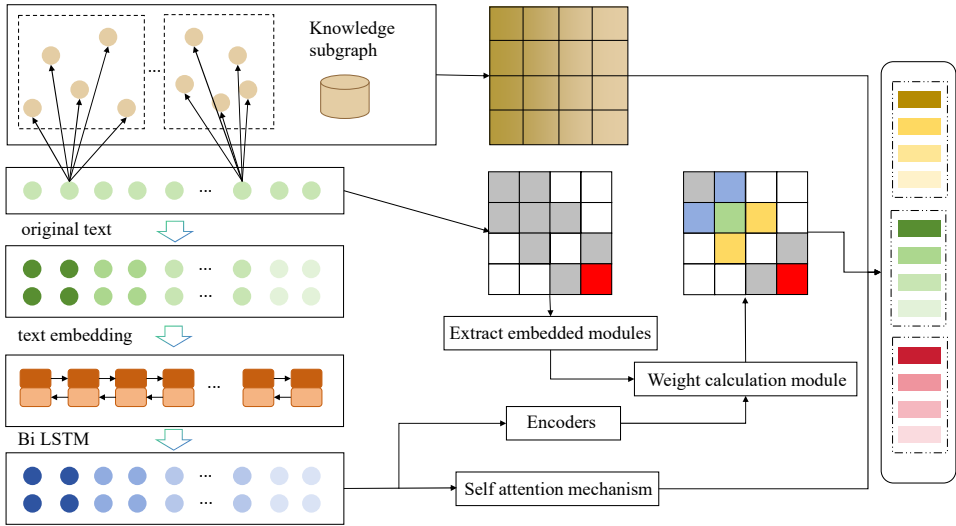 Knowledge
subgraph
...
...
original text
...
text embedding
...
Bi LSTM
...
Extract embedded modules
Weight calculation module
Encoders
Self attention mechanism